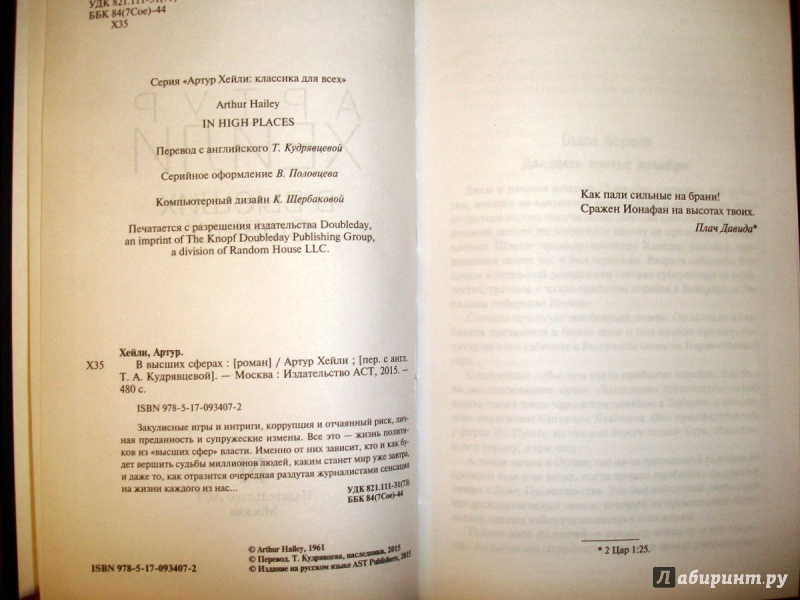 УДК 821.111-31(73)
ББК 84(7Сое)-44
Х35
Серия «Артур Хейли: классика для всех»
Arthur Hailey
IN HIGH PLACES
Перевод с английского Т. Кудрявцевой
Серийное оформление В. Половцева
Компьютерный дизайн К. Щербаковой
Печатается с разрешения издательства Doubleday,
an imprint of The Knopf Doubleday Publishing Group,
a division of Random House LLC.
Хейли, Артур.
Х35 В высших сферах : [роман] / Артур Хейли ; [пер. с англ.
Т. А. Кудрявцевой]. — Москва : Издательство АСТ, 2015. —
480 с.
ISBN 978-5-17-093407-2
Закулисные игры и интриги, коррупция и отчаянный риск, лич-
ная преданность и супружеские измены. Все это — жизнь полити-
ков из «высших сфер» власти. Именно от них зависит, кто и как бу-
дет вершить судьбы миллионов людей, каким станет мир уже завтра,
и даже то, как отразится очередная раздутая журналистами сенсация
на жизни каждого из нас...
УДК 821.111-31(73)
ББК 84(7Сое)-44
© Arthur Hailey, 1961
© Перевод. Т. Кудрявцева, наследники, 2015
ISBN 978-5-17-093407-2 © Издание на русском языке AST Publishers, 2015
Как пали сильные на брани!
Сражен Ионафан на высотах твоих.
Плач Давида*
* 2 Цар 1:25.
Лабиринт.ру